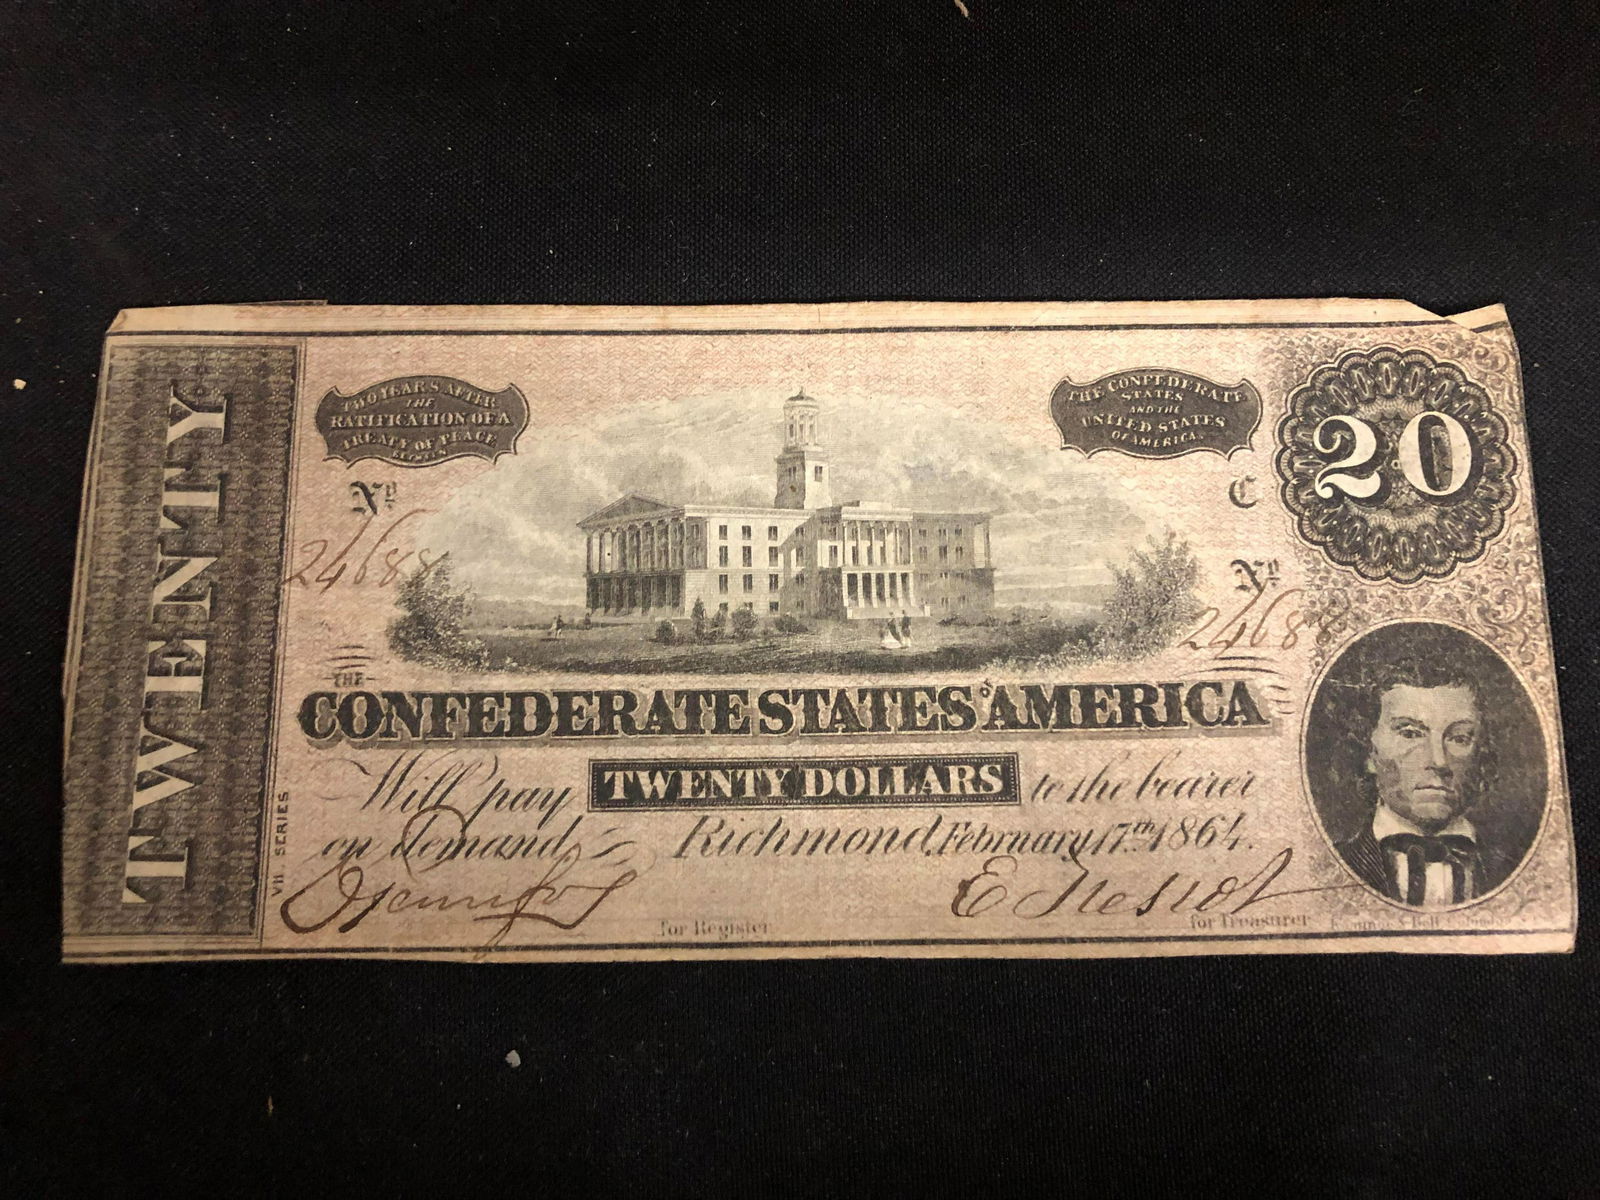 TWENTY
TWO YEARS AFTER
THE
RATIFICATION OF A
TREATY OF PEACE
BETWEEN
THE CONFEDERATE
STATES
AND THE
UNITED STATES
OF AMERICA.
20
No
C
24688
No
24688
THE
CONFEDERATE STATES OF AMERICA
Will pay TWENTY DOLLARS to the bearer
on demand Richmond, February 17th 1864.
VII SERIES
for Register
for Treasurer